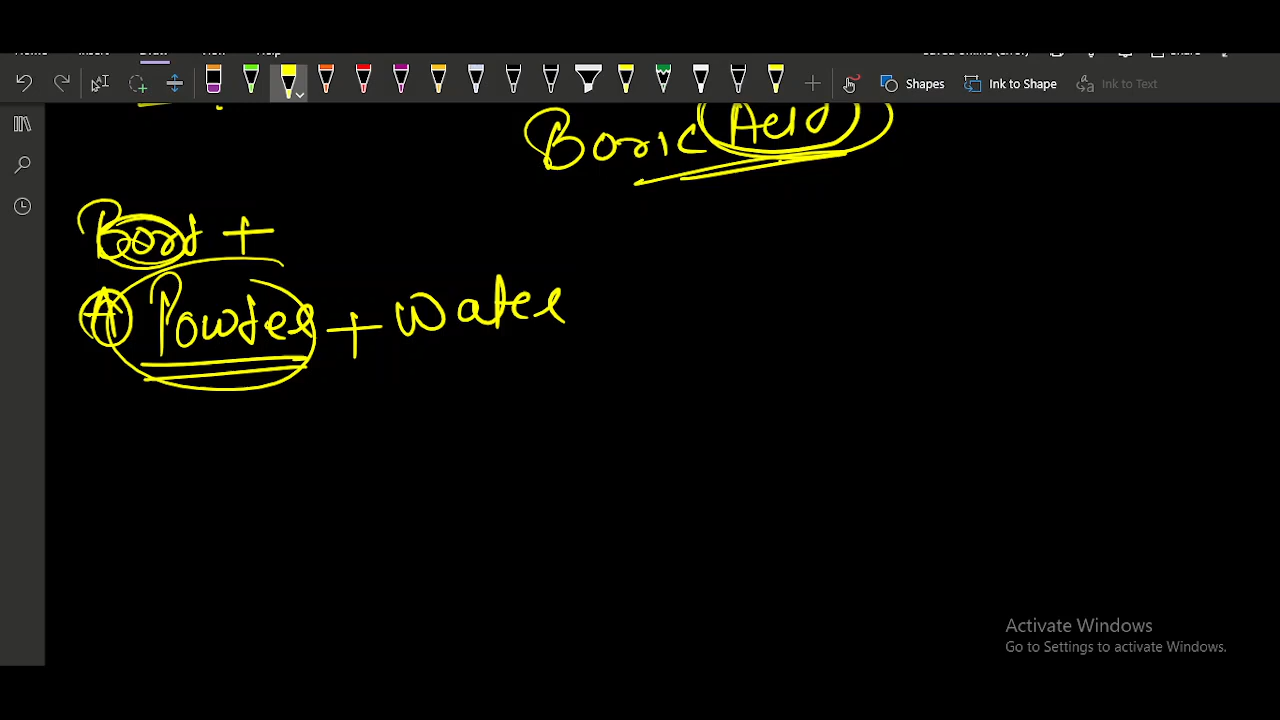 Shapes Ink to Shape Ink to Text
Boric Acid
+
A Powder + Water
Activate Windows
Go to Settings to activate Windows.